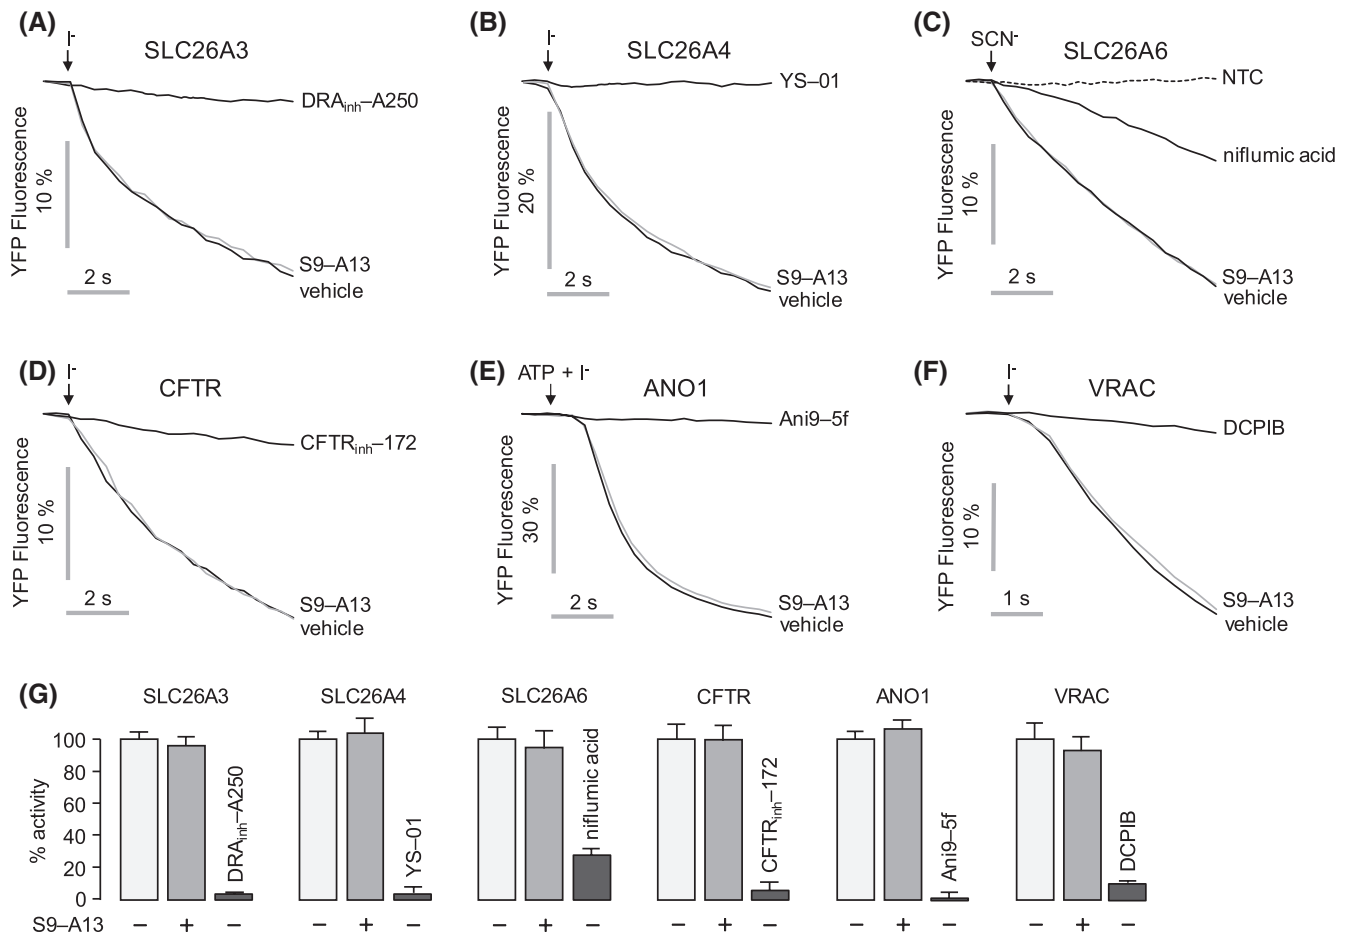 (A)
I-
SLC26A3
DRAinh–A250
YFP Fluorescence
10 %
2 s
S9–A13
vehicle
(B)
I-
SLC26A4
YS–01
YFP Fluorescence
20 %
2 s
S9–A13
vehicle
(C)
SCN-
SLC26A6
NTC
niflumic acid
YFP Fluorescence
10 %
2 s
S9–A13
vehicle
(D)
I-
CFTR
CFTRinh–172
YFP Fluorescence
10 %
2 s
S9–A13
vehicle
(E)
ATP + I-
ANO1
Ani9–5f
YFP Fluorescence
30 %
2 s
S9–A13
vehicle
(F)
I-
VRAC
DCPIB
YFP Fluorescence
10 %
1 s
S9–A13
vehicle
(G)
SLC26A3 SLC26A4 SLC26A6 CFTR ANO1 VRAC
% activity
100
80
60
40
20
0
DRAinh–A250
YS–01
niflumic acid
CFTRinh–172
Ani9–5f
DCPIB
S9–A13 – + – – + – – + – – + – – + – – + –